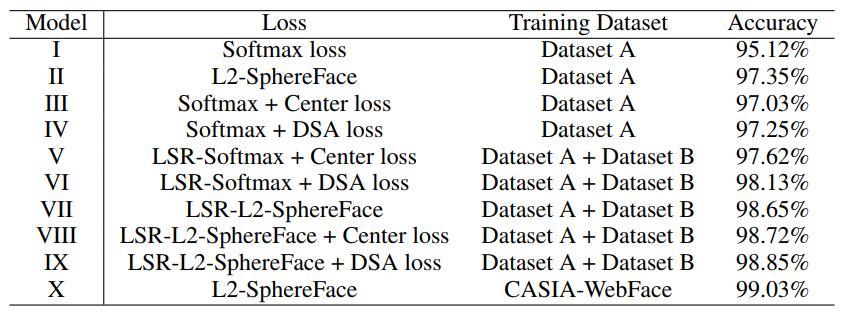 Model Loss Training Dataset Accuracy
I Softmax loss Dataset A 95.12%
II L2-SphereFace Dataset A 97.35%
III Softmax + Center loss Dataset A 97.03%
IV Softmax + DSA loss Dataset A 97.25%
V LSR-Softmax + Center loss Dataset A + Dataset B 97.62%
VI LSR-Softmax + DSA loss Dataset A + Dataset B 98.13%
VII LSR-L2-SphereFace Dataset A + Dataset B 98.65%
VIII LSR-L2-SphereFace + Center loss Dataset A + Dataset B 98.72%
IX LSR-L2-SphereFace + DSA loss Dataset A + Dataset B 98.85%
X L2-SphereFace CASIA-WebFace 99.03%